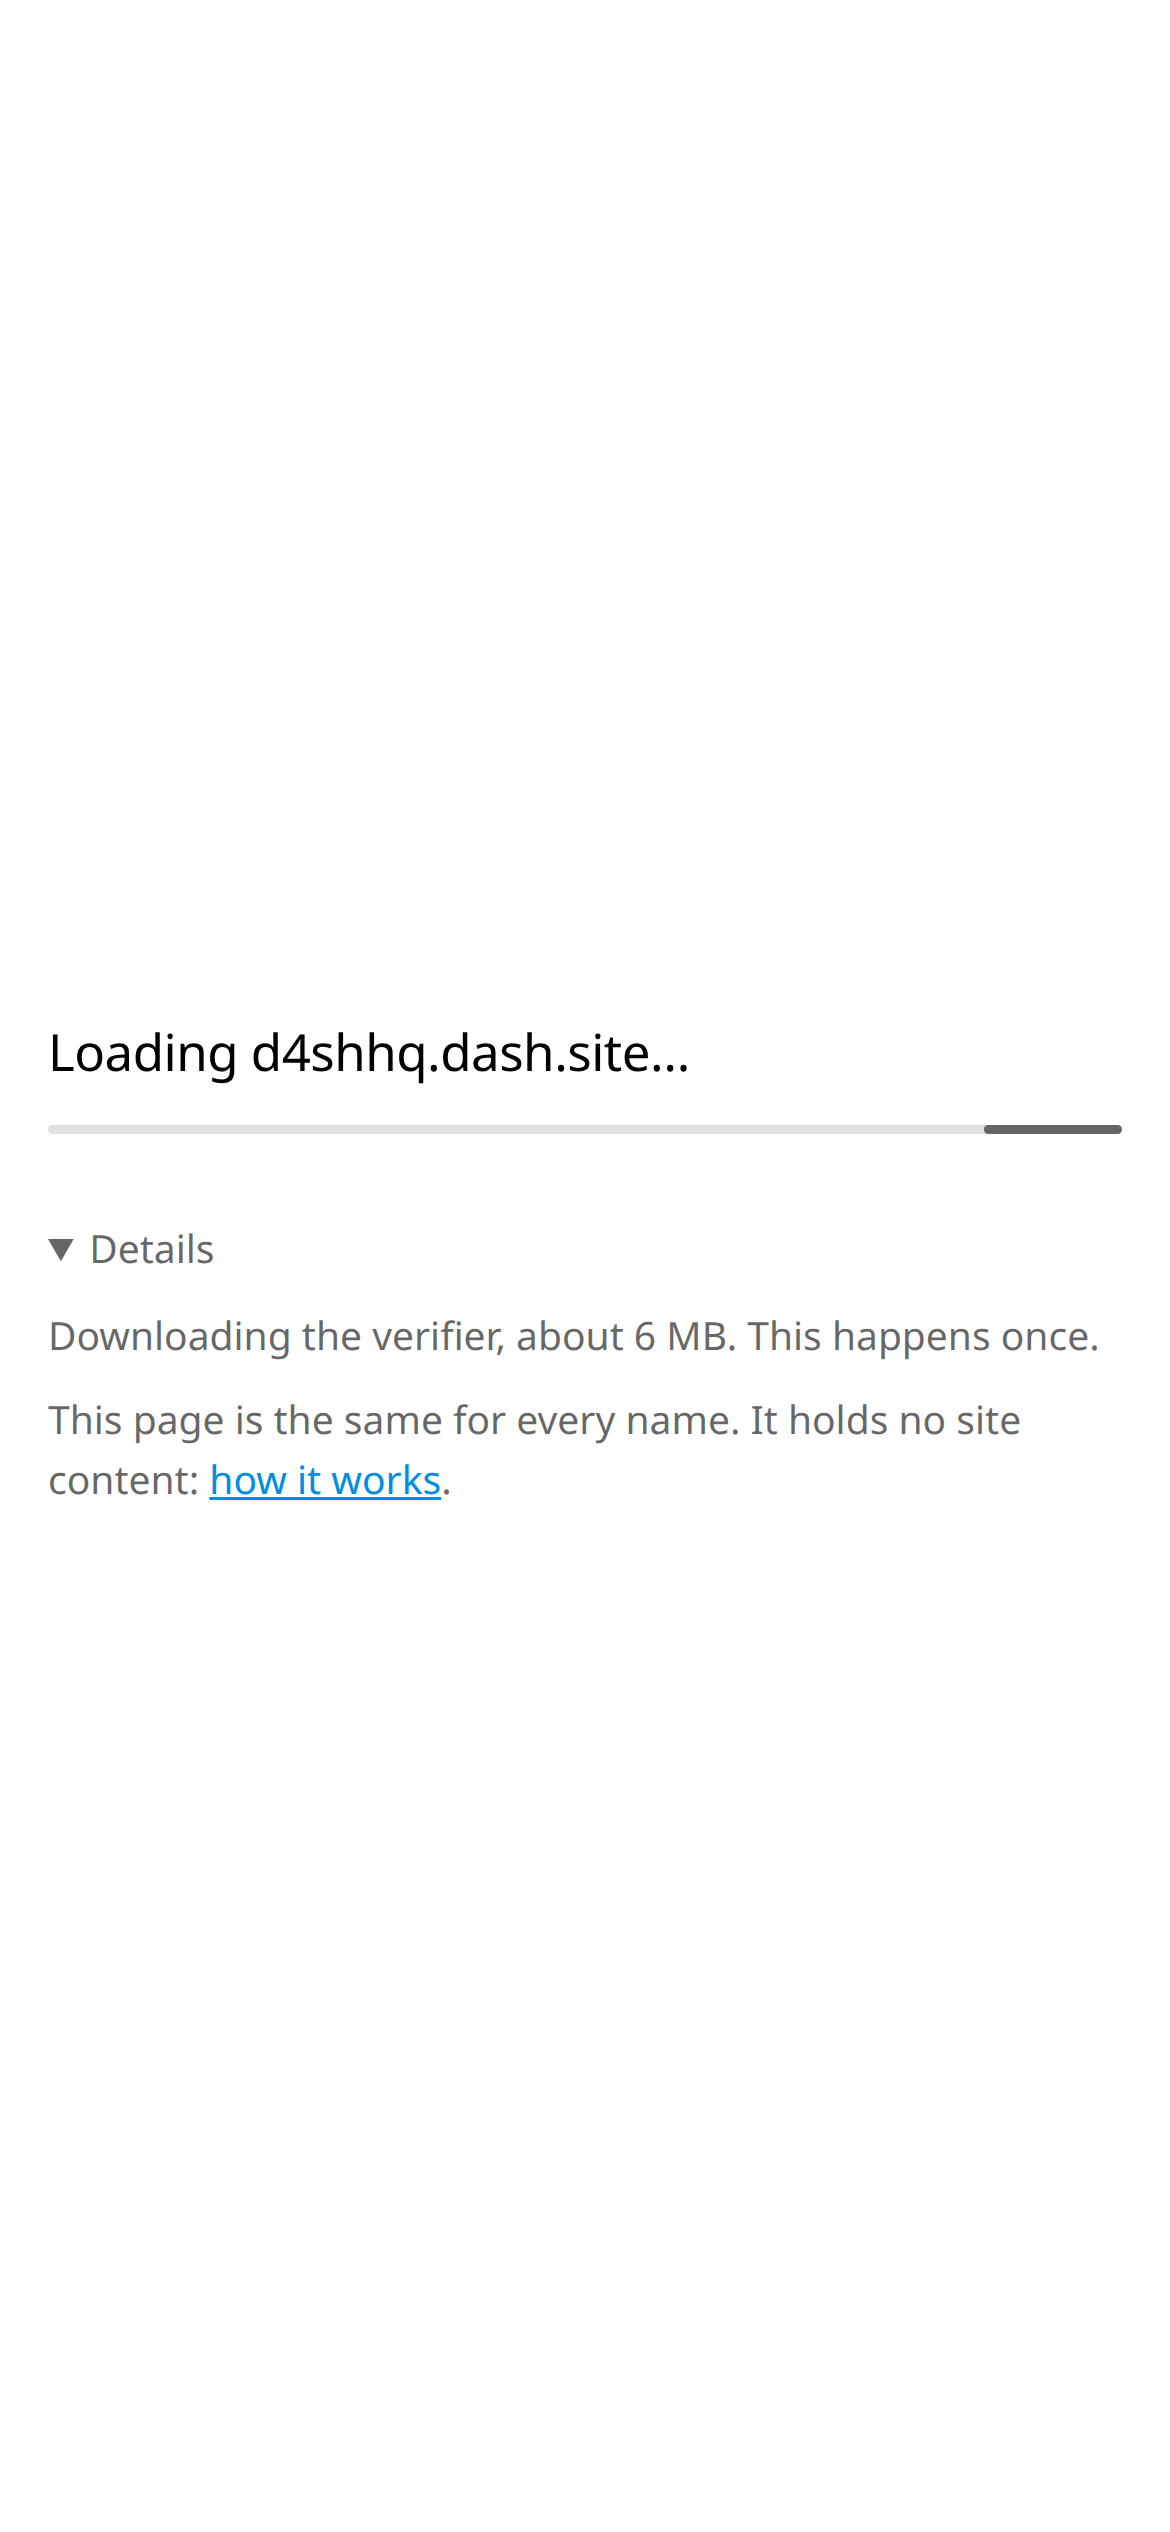 Loading d4shhq.dash.site...
Details
Downloading the verifier, about 6 MB. This happens once.
This page is the same for every name. It holds no site
content: how it works.